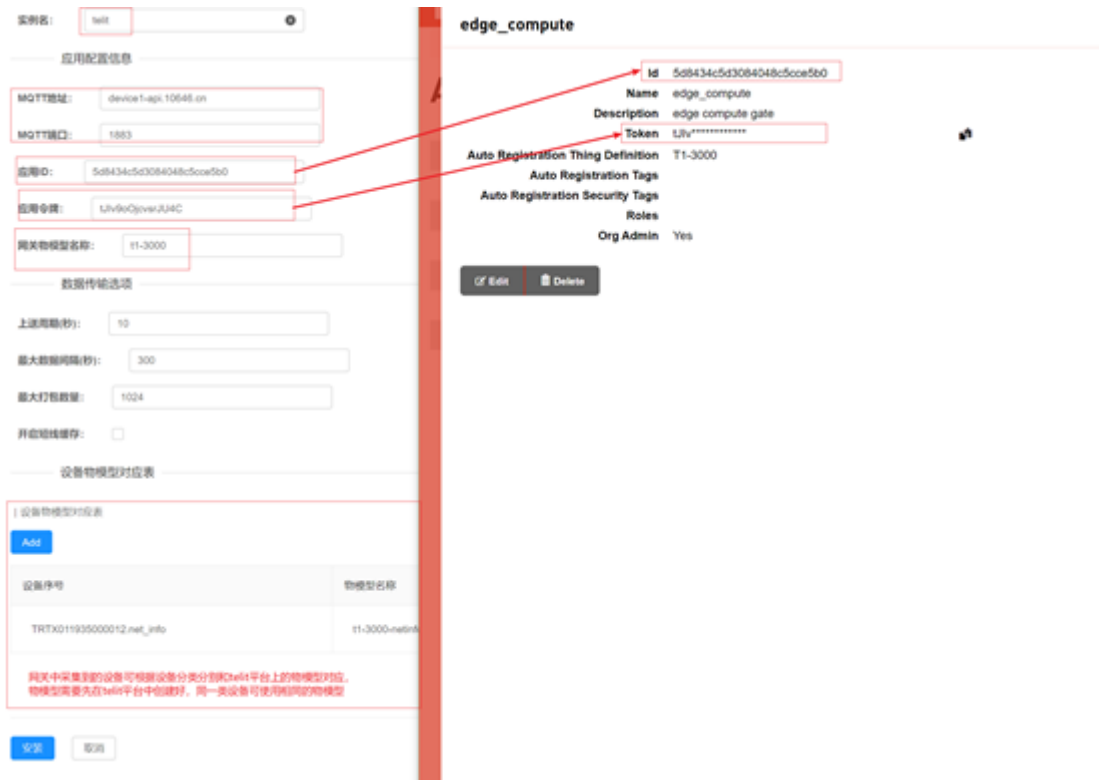 实例名: telit
应用配置信息
MQTT地址: device1-api.10646.cn
MQTT端口: 1883
应用ID: 5d8434c5d3084048c5cce5b0
应用令牌: tJlv9oOjcvsrJU4C
网关物模型名称: t1-3000
数据传输选项
上送周期(秒): 10
最大数据间隔(秒): 300
最大打包数量: 1024
开启短线缓存:
设备物模型对应表
| 设备物模型对应表
Add
设备序号 物模型名称
TRTX011935000012.net_info t1-3000-netinfo
网关中采集到的设备可根据设备分类分别和telit平台上的物模型对应。
物模型需要先在telit平台中创建好，同一类设备可使用相同的物模型
安装 取消
edge_compute
Id 5d8434c5d3084048c5cce5b0
Name edge_compute
Description edge compute gate
Token tJlv************
Auto Registration Thing Definition T1-3000
Auto Registration Tags
Auto Registration Security Tags
Roles
Org Admin Yes
Edit Delete